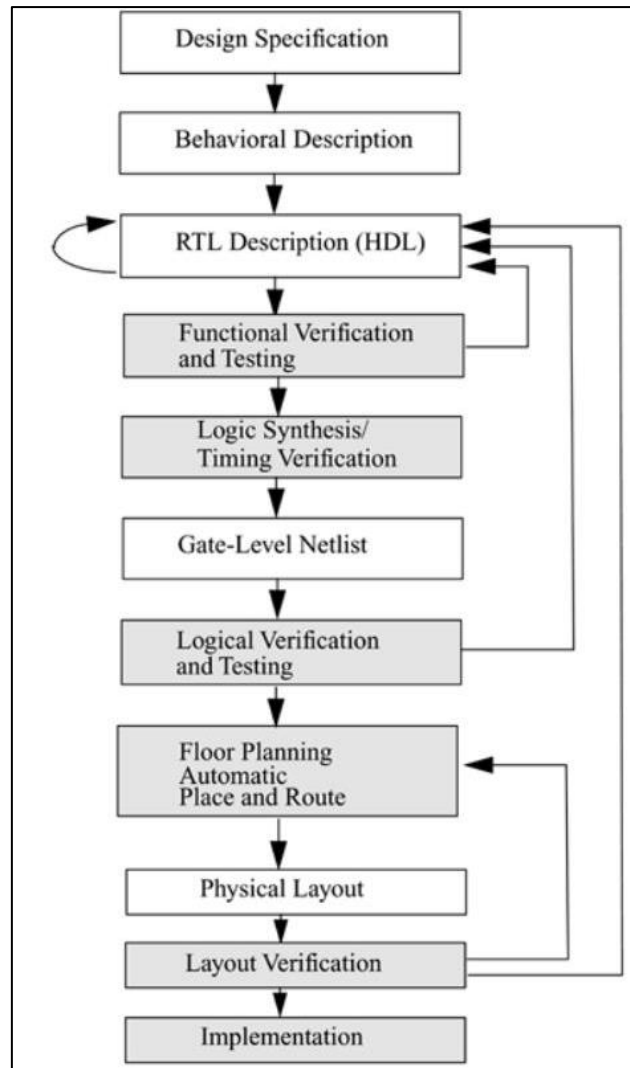 Design Specification
Behavioral Description
RTL Description (HDL)
Functional Verification
and Testing
Logic Synthesis/
Timing Verification
Gate-Level Netlist
Logical Verification
and Testing
Floor Planning
Automatic
Place and Route
Physical Layout
Layout Verification
Implementation